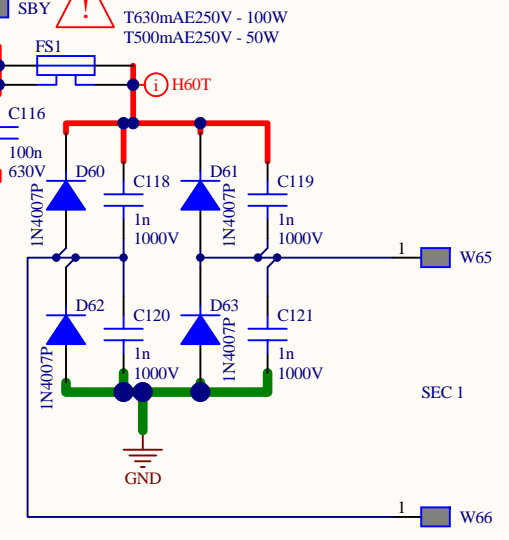 SBY
!
T630mAE250V - 100W
T500mAE250V - 50W
FS1
i
H60T
C116
100n
630V
D60
1N4007P
C118
1n
1000V
D61
1N4007P
C119
1n
1000V
1
W65
D62
1N4007P
C120
1n
1000V
D63
1N4007P
C121
1n
1000V
SEC 1
GND
1
W66